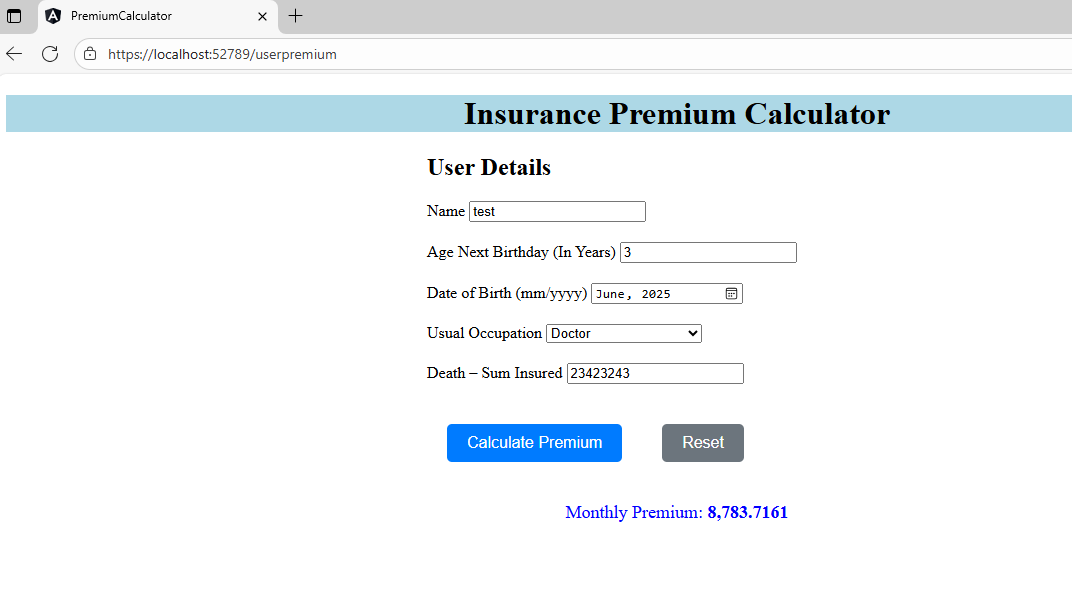 PremiumCalculator
https://localhost:52789/userpremium
Insurance Premium Calculator
User Details
Name test
Age Next Birthday (In Years) 3
Date of Birth (mm/yyyy) June, 2025
Usual Occupation Doctor
Death – Sum Insured 23423243
Calculate Premium Reset
Monthly Premium: 8,783.7161